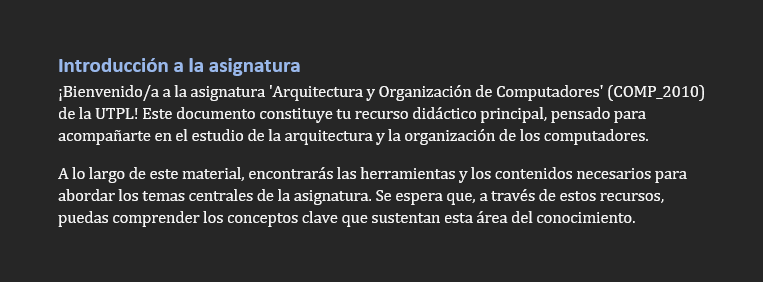 Introducción a la asignatura
¡Bienvenido/a a la asignatura 'Arquitectura y Organización de Computadores' (COMP_2010)
de la UTPL! Este documento constituye tu recurso didáctico principal, pensado para
acompañarte en el estudio de la arquitectura y la organización de los computadores.
A lo largo de este material, encontrarás las herramientas y los contenidos necesarios para
abordar los temas centrales de la asignatura. Se espera que, a través de estos recursos,
puedas comprender los conceptos clave que sustentan esta área del conocimiento.